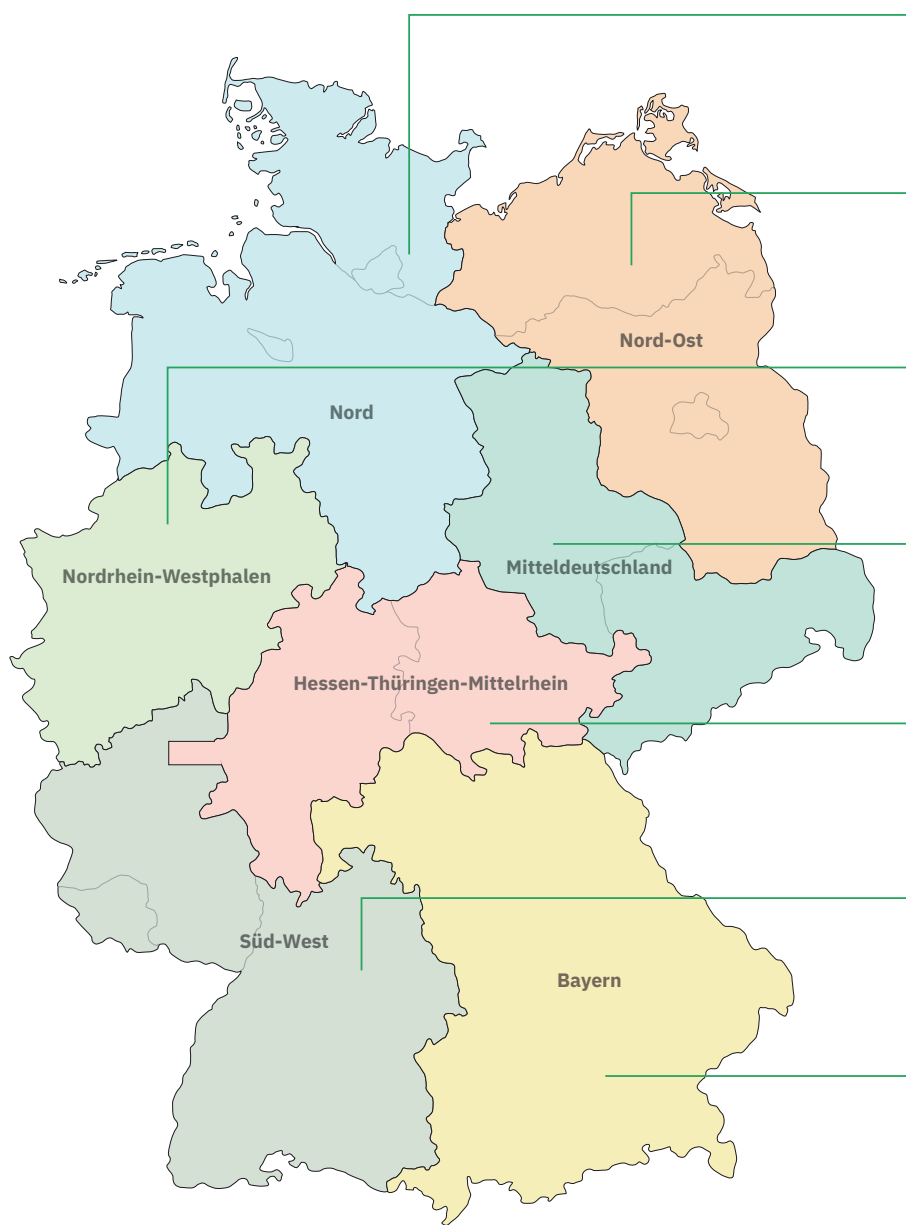 Nord-Ost
Nord
Mitteldeutschland
Nordrhein-Westphalen
Hessen-Thüringen-Mittelrhein
Süd-West
Bayern